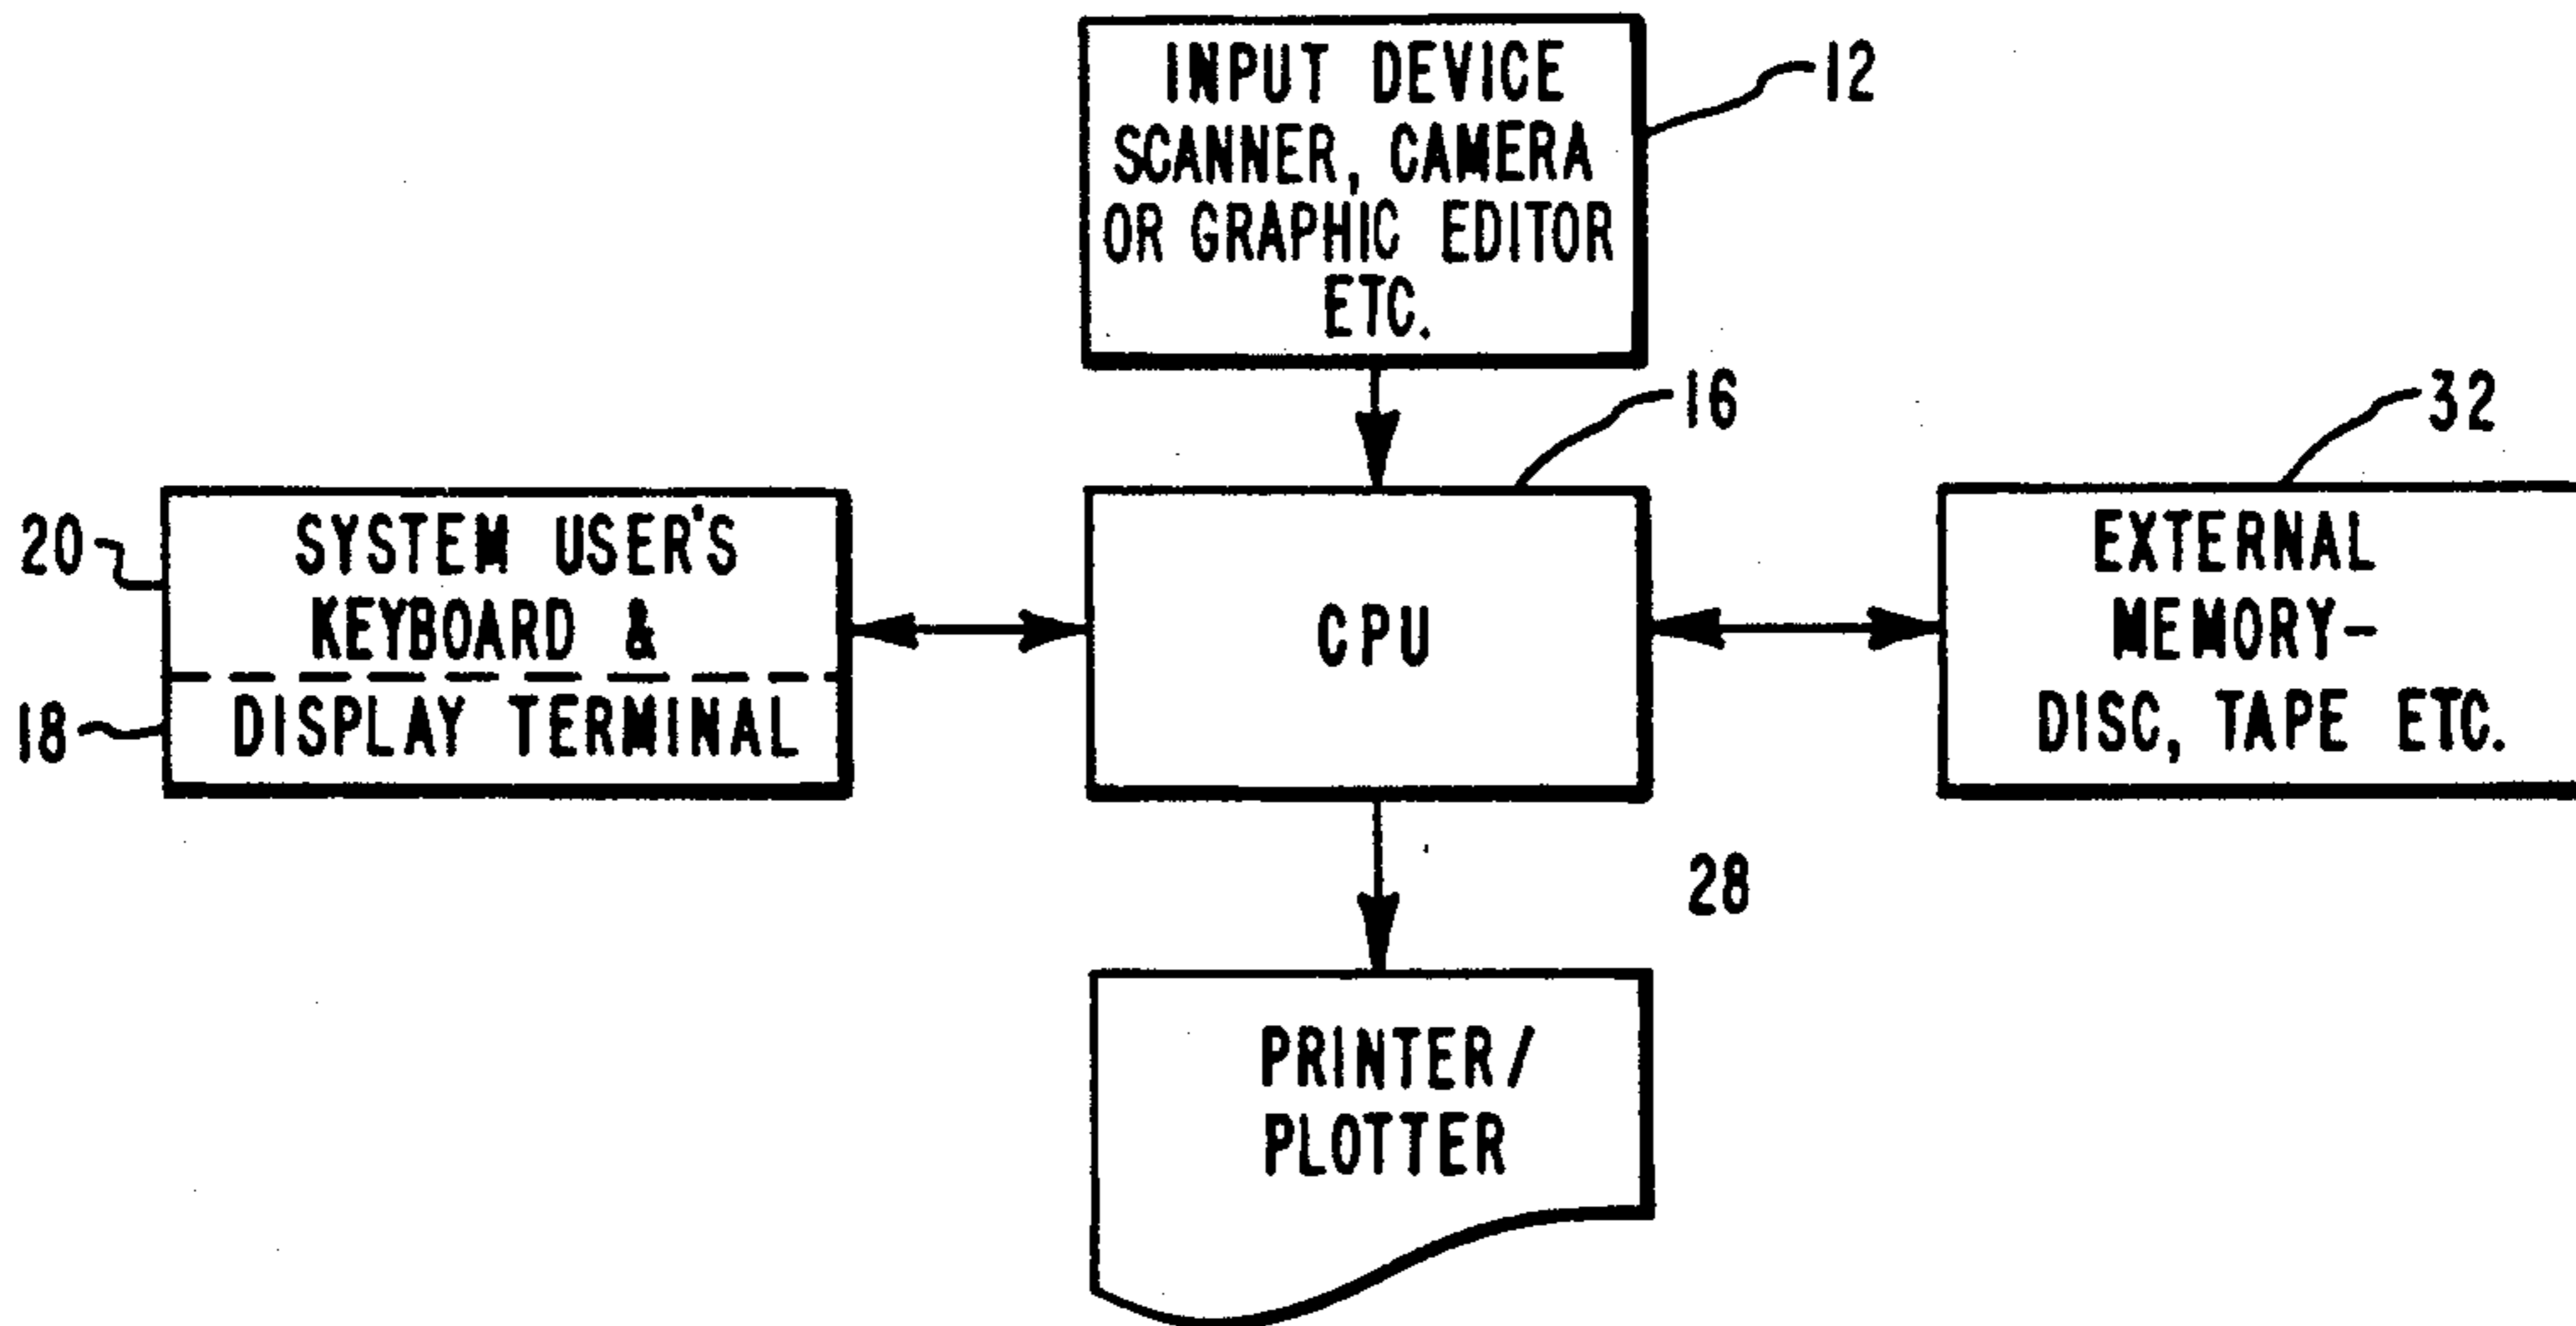 INPUT DEVICE
SCANNER, CAMERA
OR GRAPHIC EDITOR
ETC.
12
16
32
20
SYSTEM USER'S
KEYBOARD &
18
DISPLAY TERMINAL
CPU
EXTERNAL
MEMORY-
DISC, TAPE ETC.
28
PRINTER/
PLOTTER